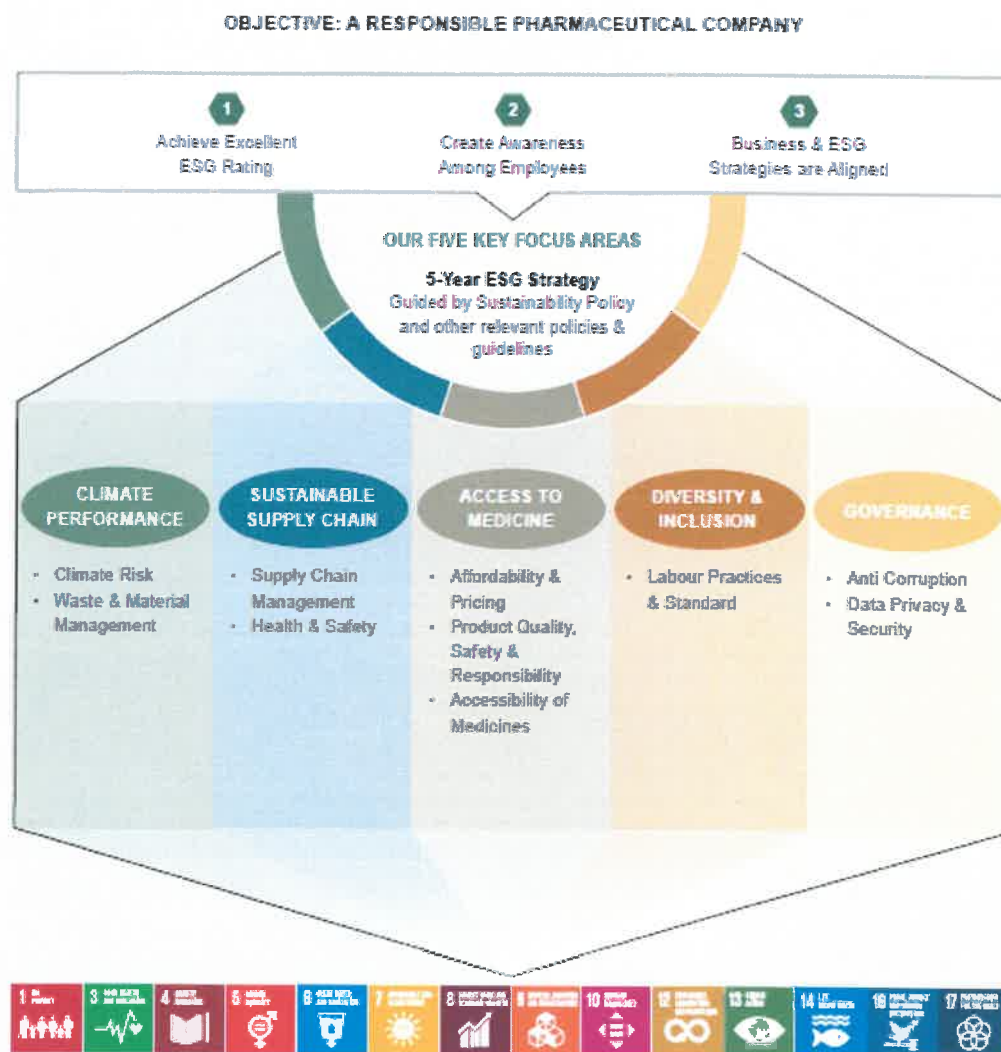 OBJECTIVE: A RESPONSIBLE PHARMACEUTICAL COMPANY
1
Achieve Excellent
ESG Rating
2
Create Awareness
Among Employees
3
Business & ESG
Strategies are Aligned
OUR FIVE KEY FOCUS AREAS
5-Year ESG Strategy
Guided by Sustainability Policy
and other relevant policies &
guidelines
CLIMATE
PERFORMANCE
• Climate Risk
• Waste & Material
Management
SUSTAINABLE
SUPPLY CHAIN
• Supply Chain
Management
• Health & Safety
ACCESS TO
MEDICINE
• Affordability &
Pricing
• Product Quality,
Safety &
Responsibility
• Accessibility of
Medicines
DIVERSITY &
INCLUSION
• Labour Practices
& Standard
GOVERNANCE
• Anti Corruption
• Data Privacy &
Security
1
3
4
5
6
7
8
9
10
12
13
14
16
17